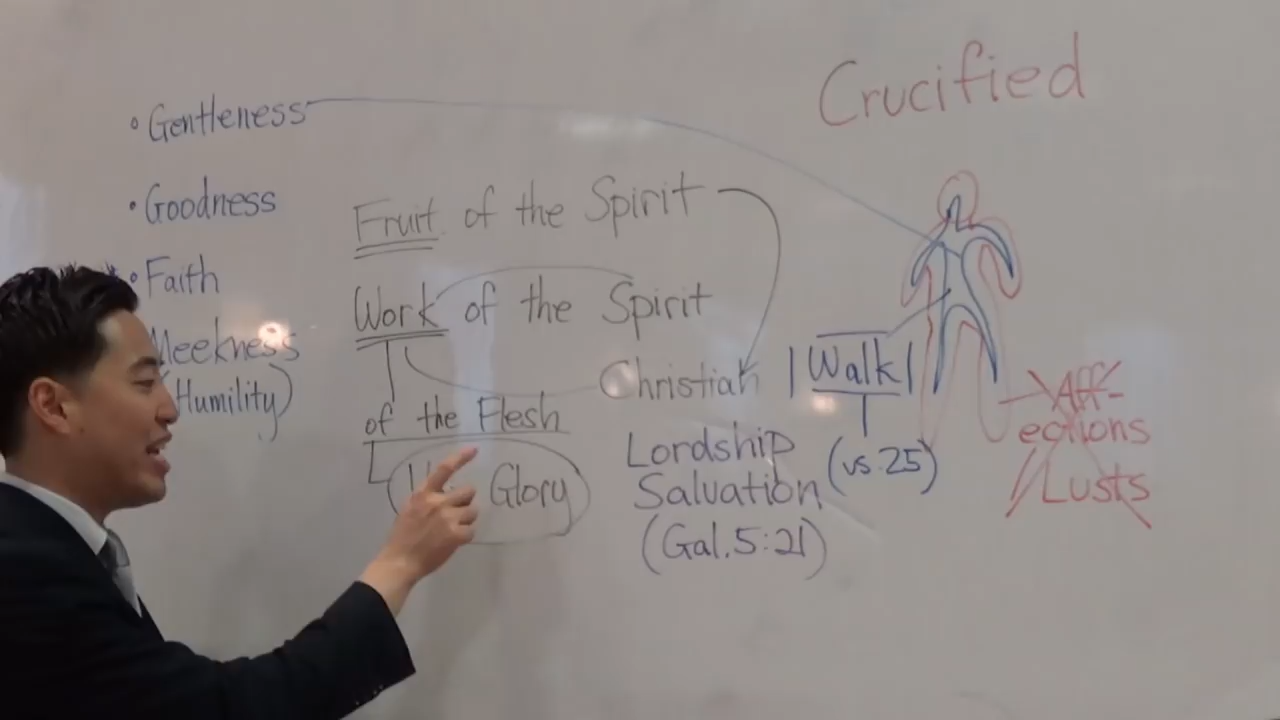 Crucified
Gentleness
Goodness
Faith
Meekness
(Humility)
Fruit of the Spirit
Work of the Spirit
of the Flesh
Glory
Christian
Walk
(vs. 25)
Lordship
Salvation
(Gal. 5:21)
Aff-
ections
Lusts